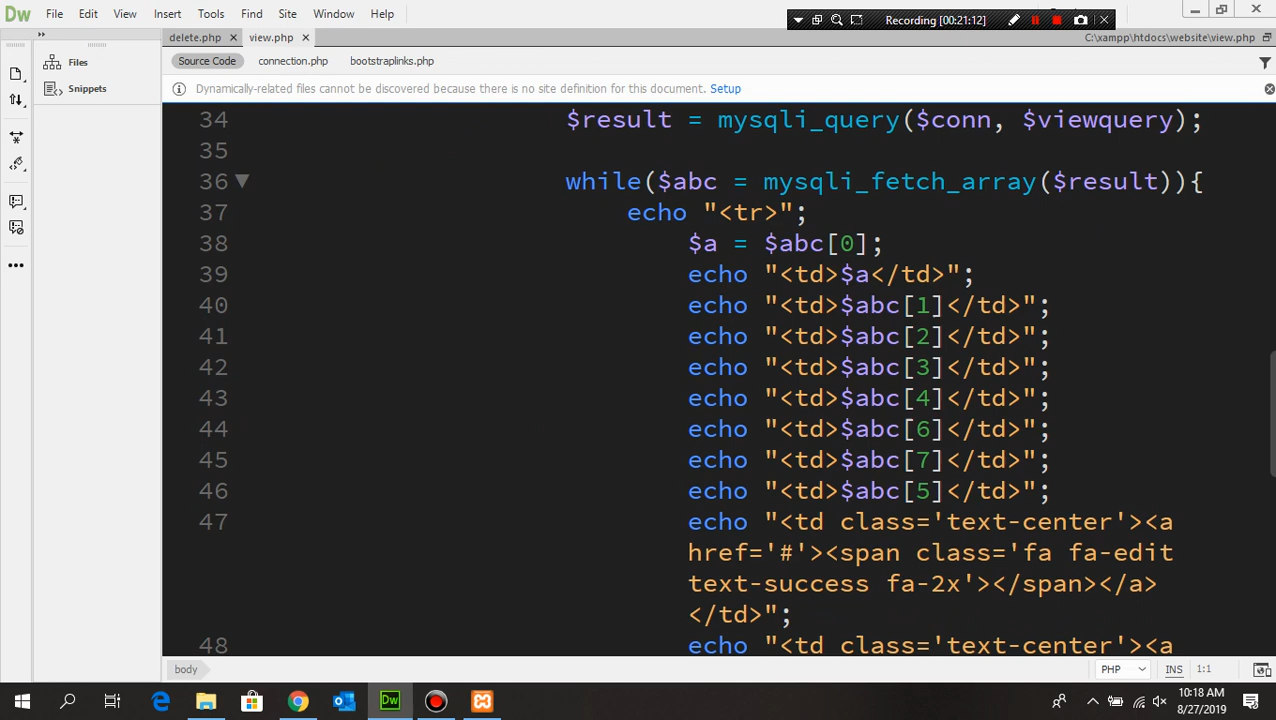 Dw File Edit View Insert Tools Find Site Window Help
Recording [00:21:12]
delete.php view.php
C:\xampp\htdocs\website\view.php
Files
Snippets
Source Code connection.php bootstraplinks.php
Dynamically-related files cannot be discovered because there is no site definition for this document. Setup
34 $result = mysqli_query($conn, $viewquery);
35
36 while($abc = mysqli_fetch_array($result)){
37 echo "<tr>";
38 $a = $abc[0];
39 echo "<td>$a</td>";
40 echo "<td>$abc[1]</td>";
41 echo "<td>$abc[2]</td>";
42 echo "<td>$abc[3]</td>";
43 echo "<td>$abc[4]</td>";
44 echo "<td>$abc[6]</td>";
45 echo "<td>$abc[7]</td>";
46 echo "<td>$abc[5]</td>";
47 echo "<td class='text-center'><a
href='#'><span class='fa fa-edit
text-success fa-2x'></span></a>
</td>";
48 echo "<td class='text-center'><a
body
PHP INS 1:1
Dw
10:18 AM
8/27/2019